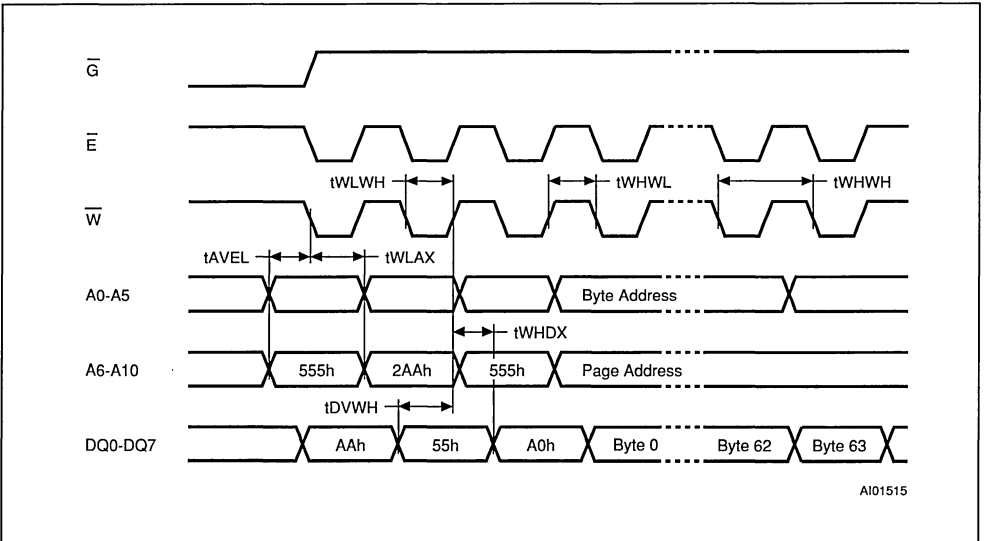 G
E
tWLWH tWHWL tWHWH
W
tAVEL tWLAX
A0-A5 Byte Address
tWHDX
A6-A10 555h 2AAh 555h Page Address
tDVWH
DQ0-DQ7 AAh 55h A0h Byte 0 Byte 62 Byte 63
AI01515